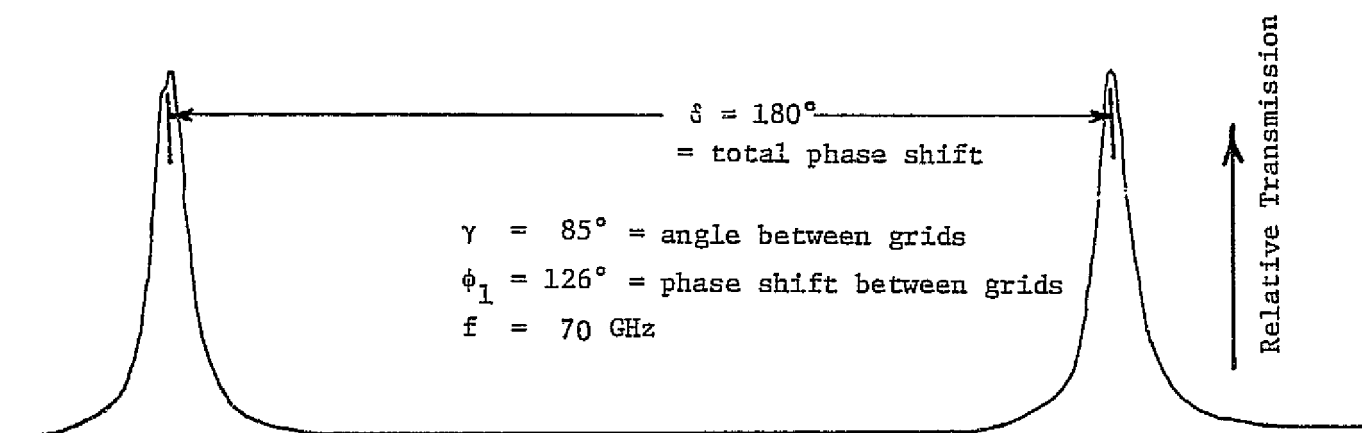 δ = 180°
= total phase shift
γ = 85° = angle between grids
ϕ₁ = 126° = phase shift between grids
f = 70 GHz
Relative Transmission